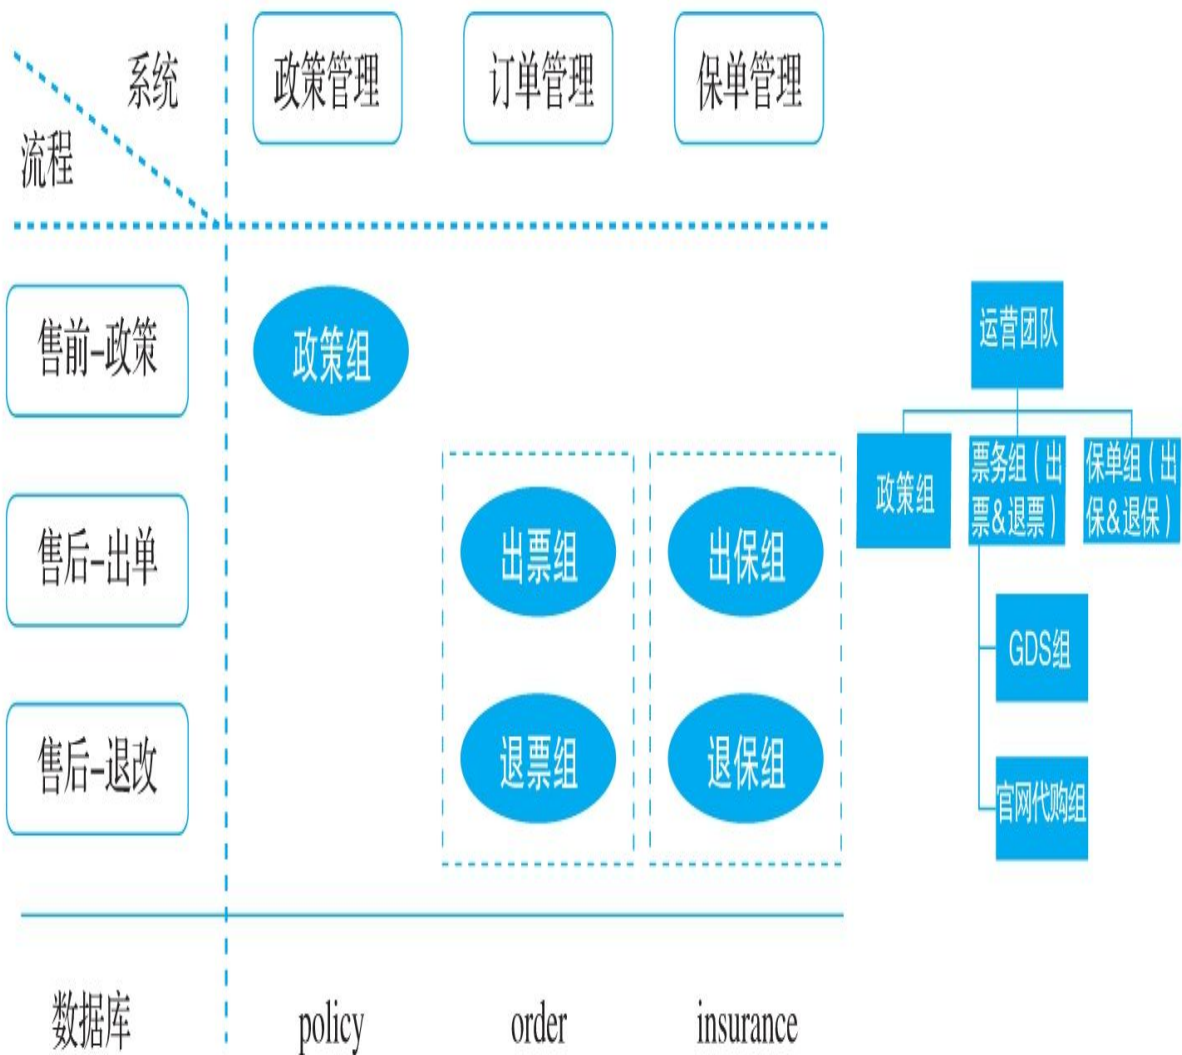 系统
政策管理
订单管理
保单管理
流程
售前–政策
政策组
售后–出单
出票组
出保组
售后–退改
退票组
退保组
数据库
policy
order
insurance
运营团队
政策组
票务组（出
票&退票）
保单组（出
保&退保）
GDS组
官网代购组